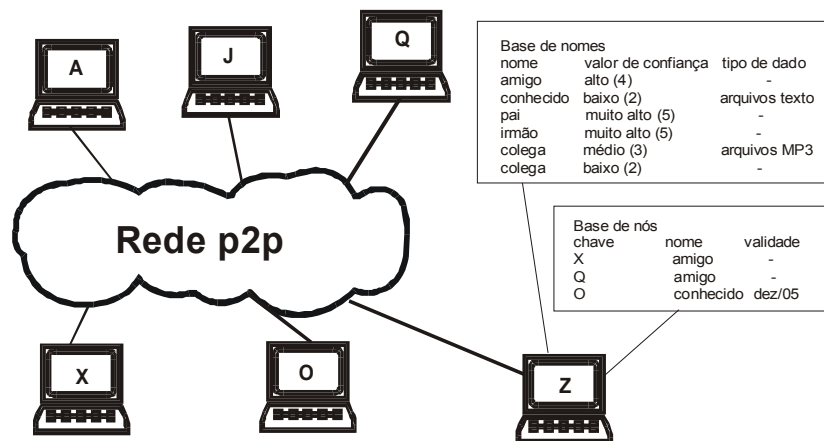 A
J
Q
Rede p2p
X
O
Z
Base de nomes
nome valor de confiança tipo de dado
amigo alto (4) -
conhecido baixo (2) arquivos texto
pai muito alto (5) -
irmão muito alto (5) -
colega médio (3) arquivos MP3
colega baixo (2) -
Base de nós
chave nome validade
X amigo -
Q amigo -
O conhecido dez/05